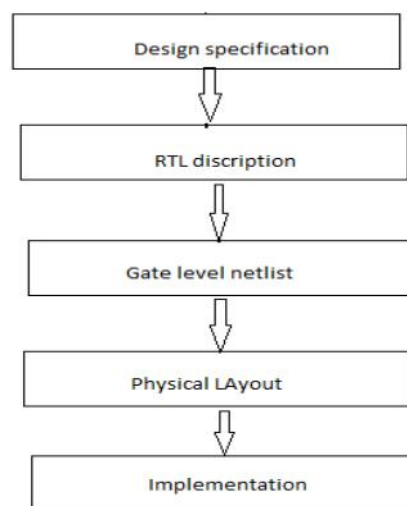 Design specification
RTL discription
Gate level netlist
Physical LAyout
Implementation